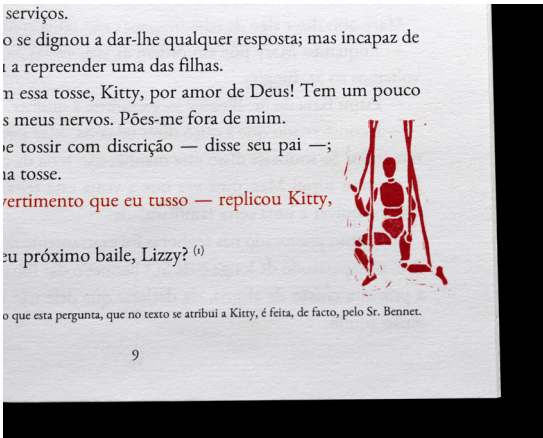 serviços.
o se dignou a dar-lhe qualquer resposta; mas incapaz de
a repreender uma das filhas.
m essa tosse, Kitty, por amor de Deus! Tem um pouco
s meus nervos. Pões-me fora de mim.
e tossir com discrição — disse seu pai —;
na tosse.
vertimento que eu tusso — replicou Kitty,
eu próximo baile, Lizzy? (1)
o que esta pergunta, que no texto se atribui a Kitty, é feita, de facto, pelo Sr. Bennet.
9